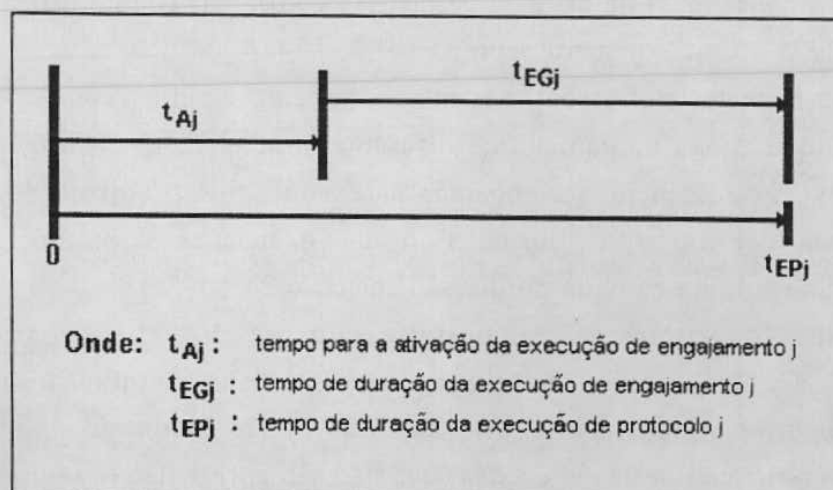 tEGj
tAj
0
tEPj
Onde: tAj : tempo para a ativação da execução de engajamento j
tEGj : tempo de duração da execução de engajamento j
tEPj : tempo de duração da execução de protocolo j